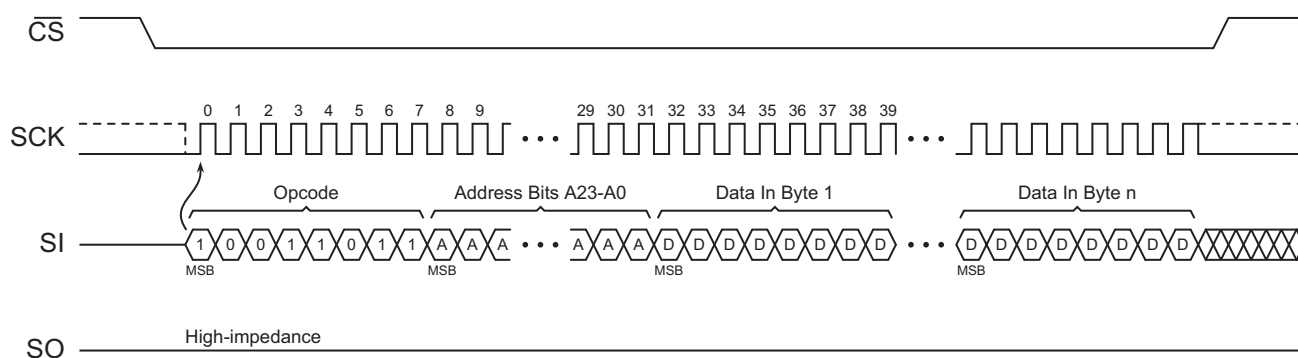 CS
0 1 2 3 4 5 6 7 8 9 29 30 31 32 33 34 35 36 37 38 39
SCK • • • • • •
Opcode Address Bits A23-A0 Data In Byte 1 Data In Byte n
SI 1 0 0 1 1 0 1 1 A A A • • • A A A D D D D D D D D • • • D D D D D D D D
MSB MSB MSB MSB
High-impedance
SO